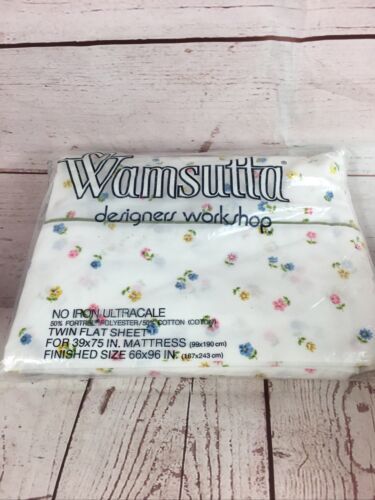 Wamsutta
designers workshop
NO IRON ULTRACALE
50% FORTREL POLYESTER/50% COTTON (COTON)
TWIN FLAT SHEET
FOR 39x75 IN. MATTRESS (99x190 cm)
FINISHED SIZE 66x96 IN. (167x243 cm)